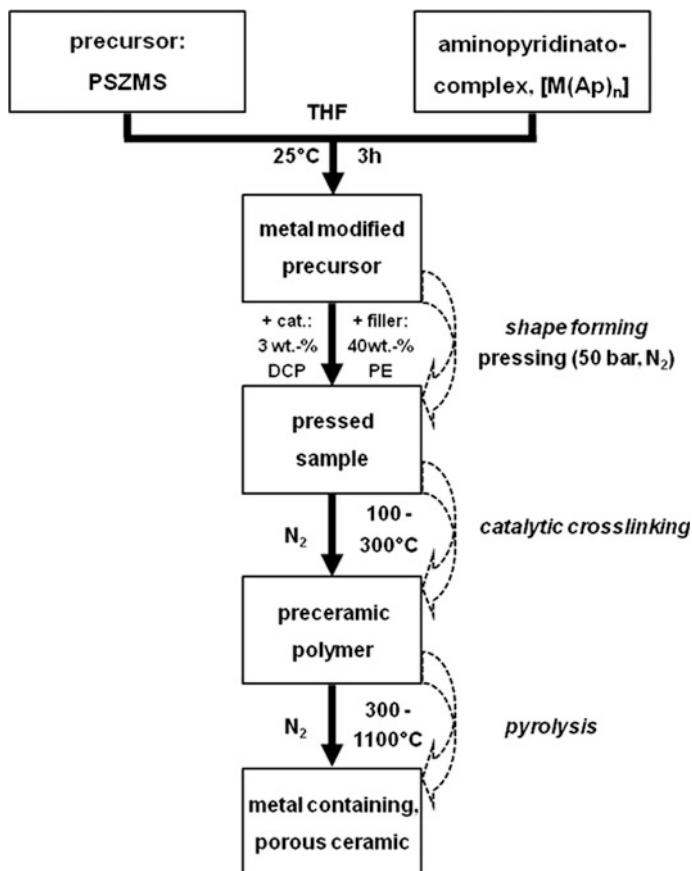 precursor:
PSZMS
aminopyridinato-
complex, [M(Ap)n]
THF
25°C 3h
metal modified
precursor
+ cat.: + filler:
3 wt.-% 40wt.-%
DCP PE
shape forming
pressing (50 bar, N2)
pressed
sample
N2
100 -
300°C
catalytic crosslinking
preceramic
polymer
N2
300 -
1100°C
pyrolysis
metal containing,
porous ceramic